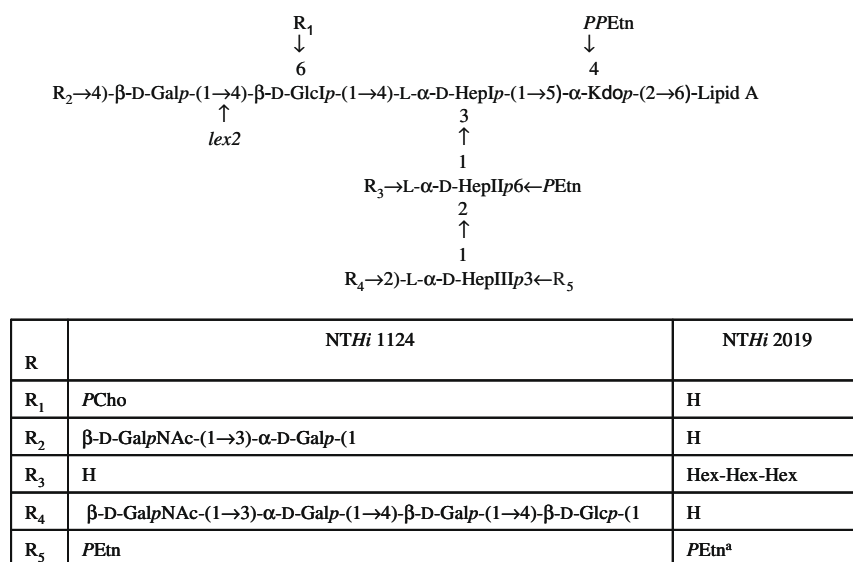 R₁ PPEtn
↓ ↓
6 4
R₂→4)-β-D-Galp-(1→4)-β-D-GlcIp-(1→4)-L-α-D-HepIp-(1→5)-α-Kdop-(2→6)-Lipid A
↑ 3
lex2 ↑
1
R₃→L-α-D-HepIIp6←PEtn
2
↑
1
R₄→2)-L-α-D-HepIIIp3←R₅
R NTHi 1124 NTHi 2019
R₁ PCho H
R₂ β-D-GalpNAc-(1→3)-α-D-Galp-(1 H
R₃ H Hex-Hex-Hex
R₄ β-D-GalpNAc-(1→3)-α-D-Galp-(1→4)-β-D-Galp-(1→4)-β-D-Glcp-(1 H
R₅ PEtn PEtnᵃ